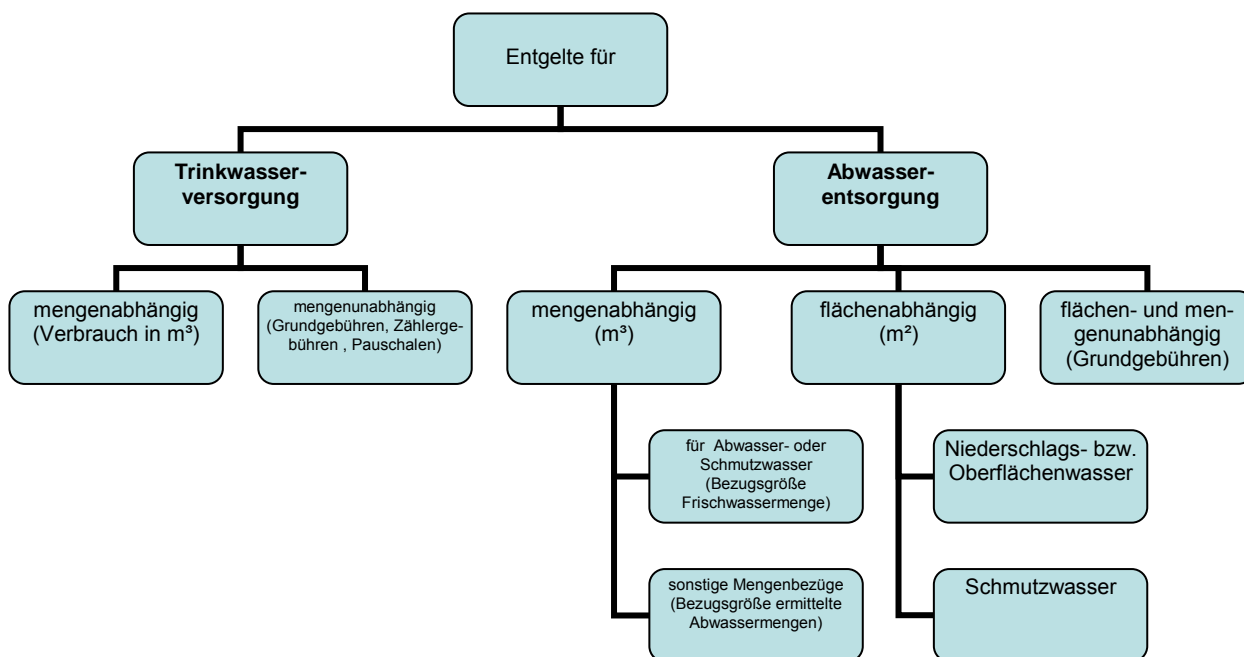 Entgelte für
Trinkwasser-
versorgung
Abwasser-
entsorgung
mengenabhängig
(Verbrauch in m³)
mengenunabhängig
(Grundgebühren, Zählerge-
bühren , Pauschalen)
mengenabhängig
(m³)
flächenabhängig
(m²)
flächen- und men-
genunabhängig
(Grundgebühren)
für Abwasser- oder
Schmutzwasser
(Bezugsgröße
Frischwassermenge)
Niederschlags- bzw.
Oberflächenwasser
sonstige Mengenbezüge
(Bezugsgröße ermittelte
Abwassermengen)
Schmutzwasser